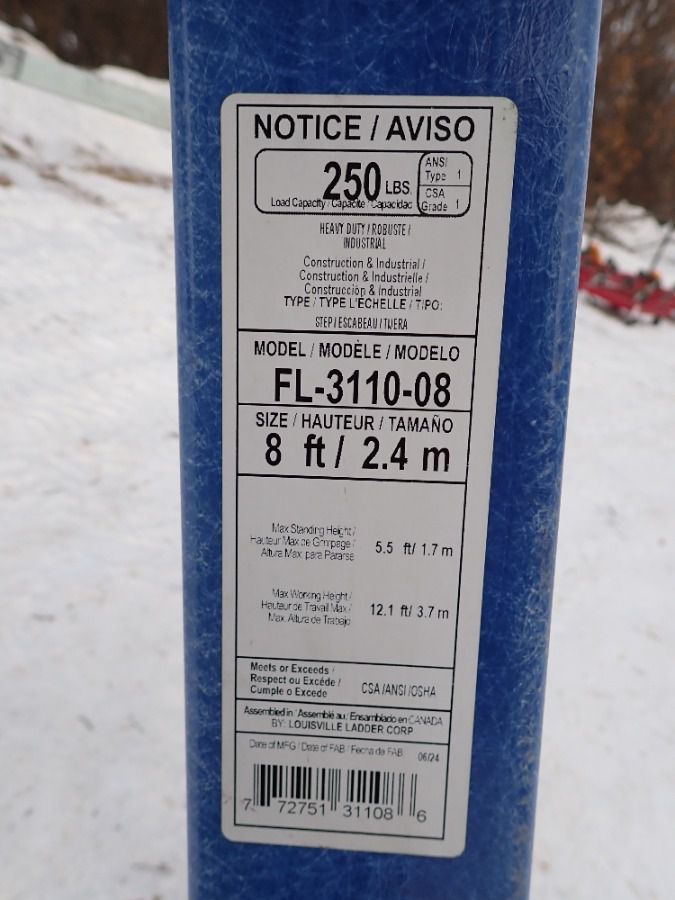 NOTICE / AVISO
250 LBS.
Load Capacity / Capacité / Capacidad
ANSI
Type 1
CSA
Grade 1
HEAVY DUTY / ROBUSTE /
INDUSTRIAL
Construction & Industrial /
Construction & Industrielle /
Construcción & Industrial
TYPE / TYPE L'ECHELLE / TIPO:
STEP / ESCABEAU / TIJERA
MODEL / MODÈLE / MODELO
FL-3110-08
SIZE / HAUTEUR / TAMAÑO
8 ft / 2.4 m
Max Standing Height /
Hauteur Max de Grimpage /
Altura Max. para Pararse
5.5 ft/ 1.7 m
Max Working Height /
Hauteur de Travail Max /
Max. Altura de Trabajo
12.1 ft/ 3.7 m
Meets or Exceeds /
Respect ou Excéde /
Cumple o Excede
CSA /ANSI /OSHA
Assembled in / Assemblé au / Ensamblado en CANADA
BY: LOUISVILLE LADDER CORP
Date of MFG / Date of FAB / Fecha de FAB
06/24
7 72751 31108 6